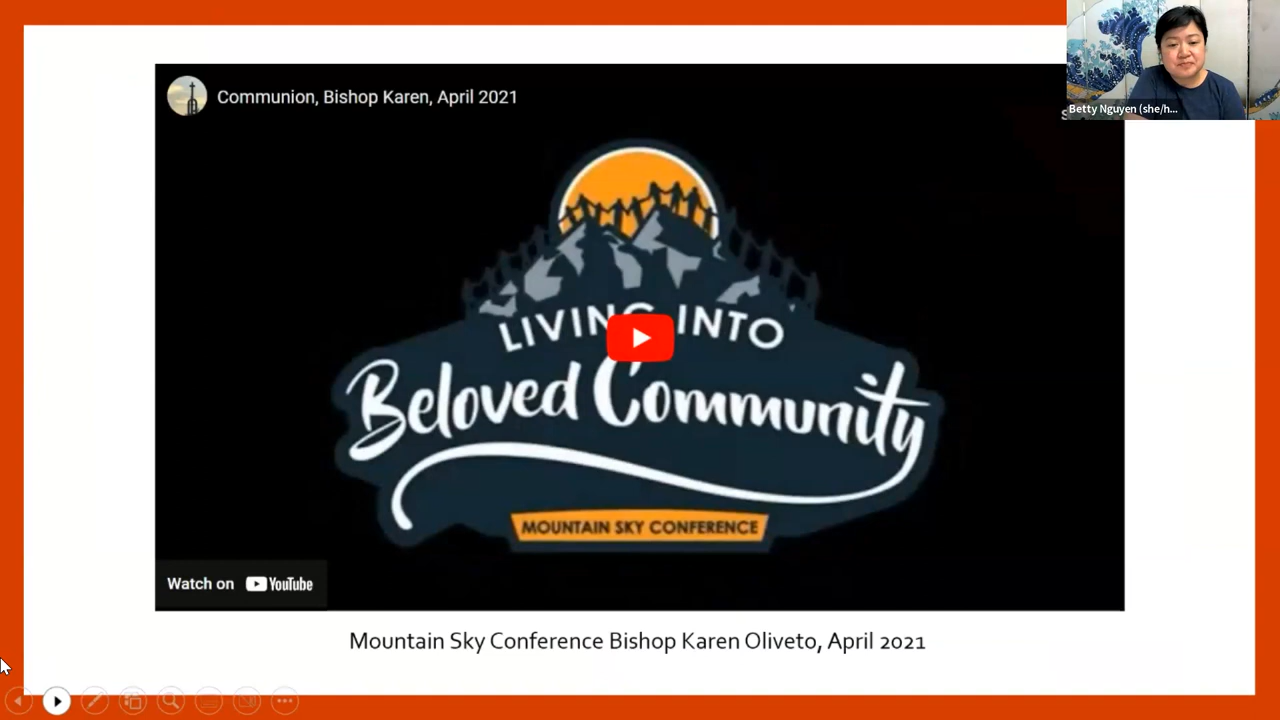 Communion, Bishop Karen, April 2021
Betty Nguyen (she/h...
LIVING INTO
Beloved Community
MOUNTAIN SKY CONFERENCE
Watch on YouTube
Mountain Sky Conference Bishop Karen Oliveto, April 2021